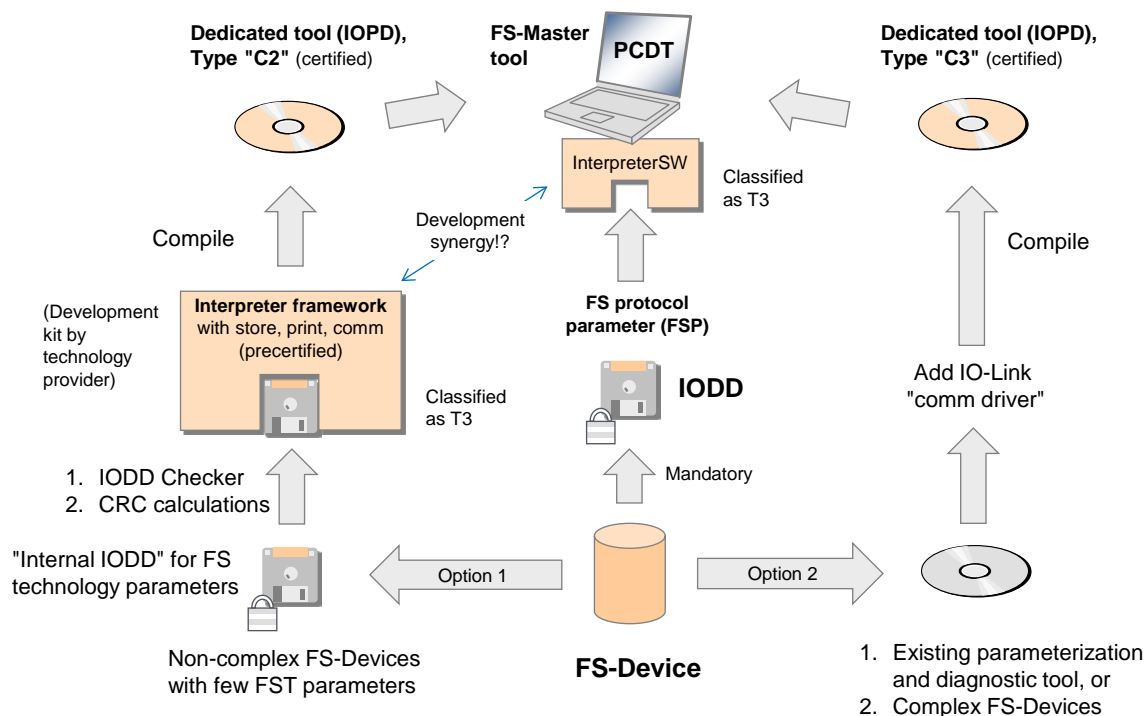 Dedicated tool (IOPD),
Type "C2" (certified)
FS-Master
tool
PCDT
Dedicated tool (IOPD),
Type "C3" (certified)
InterpreterSW
Classified
as T3
Development
synergy!?
Compile
Compile
(Development
kit by
technology
provider)
Interpreter framework
with store, print, comm
(precertified)
Classified
as T3
FS protocol
parameter (FSP)
IODD
Add IO-Link
"comm driver"
1. IODD Checker
2. CRC calculations
Mandatory
"Internal IODD" for FS
technology parameters
Option 1
Option 2
Non-complex FS-Devices
with few FST parameters
FS-Device
1. Existing parameterization
and diagnostic tool, or
2. Complex FS-Devices